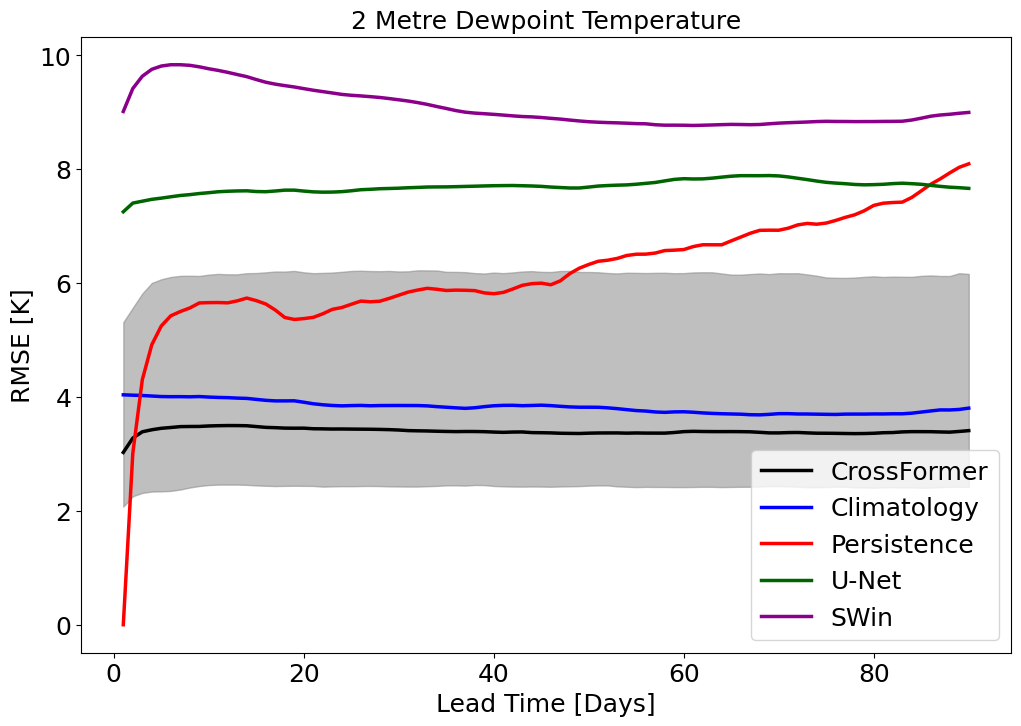 2 Metre Dewpoint Temperature
RMSE [K]
10
8
6
4
2
0
0 20 40 60 80
Lead Time [Days]
CrossFormer
Climatology
Persistence
U-Net
SWin